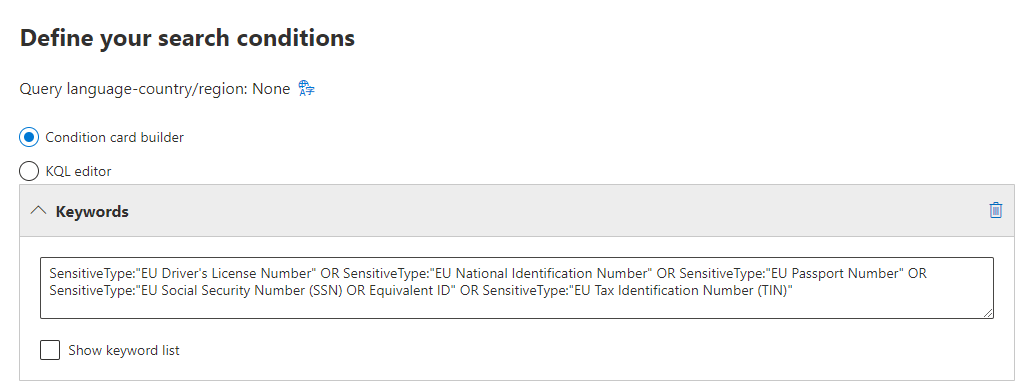 Define your search conditions
Query language-country/region: None
Condition card builder
KQL editor
Keywords
SensitiveType:"EU Driver's License Number" OR SensitiveType:"EU National Identification Number" OR SensitiveType:"EU Passport Number" OR
SensitiveType:"EU Social Security Number (SSN) OR Equivalent ID" OR SensitiveType:"EU Tax Identification Number (TIN)"
Show keyword list